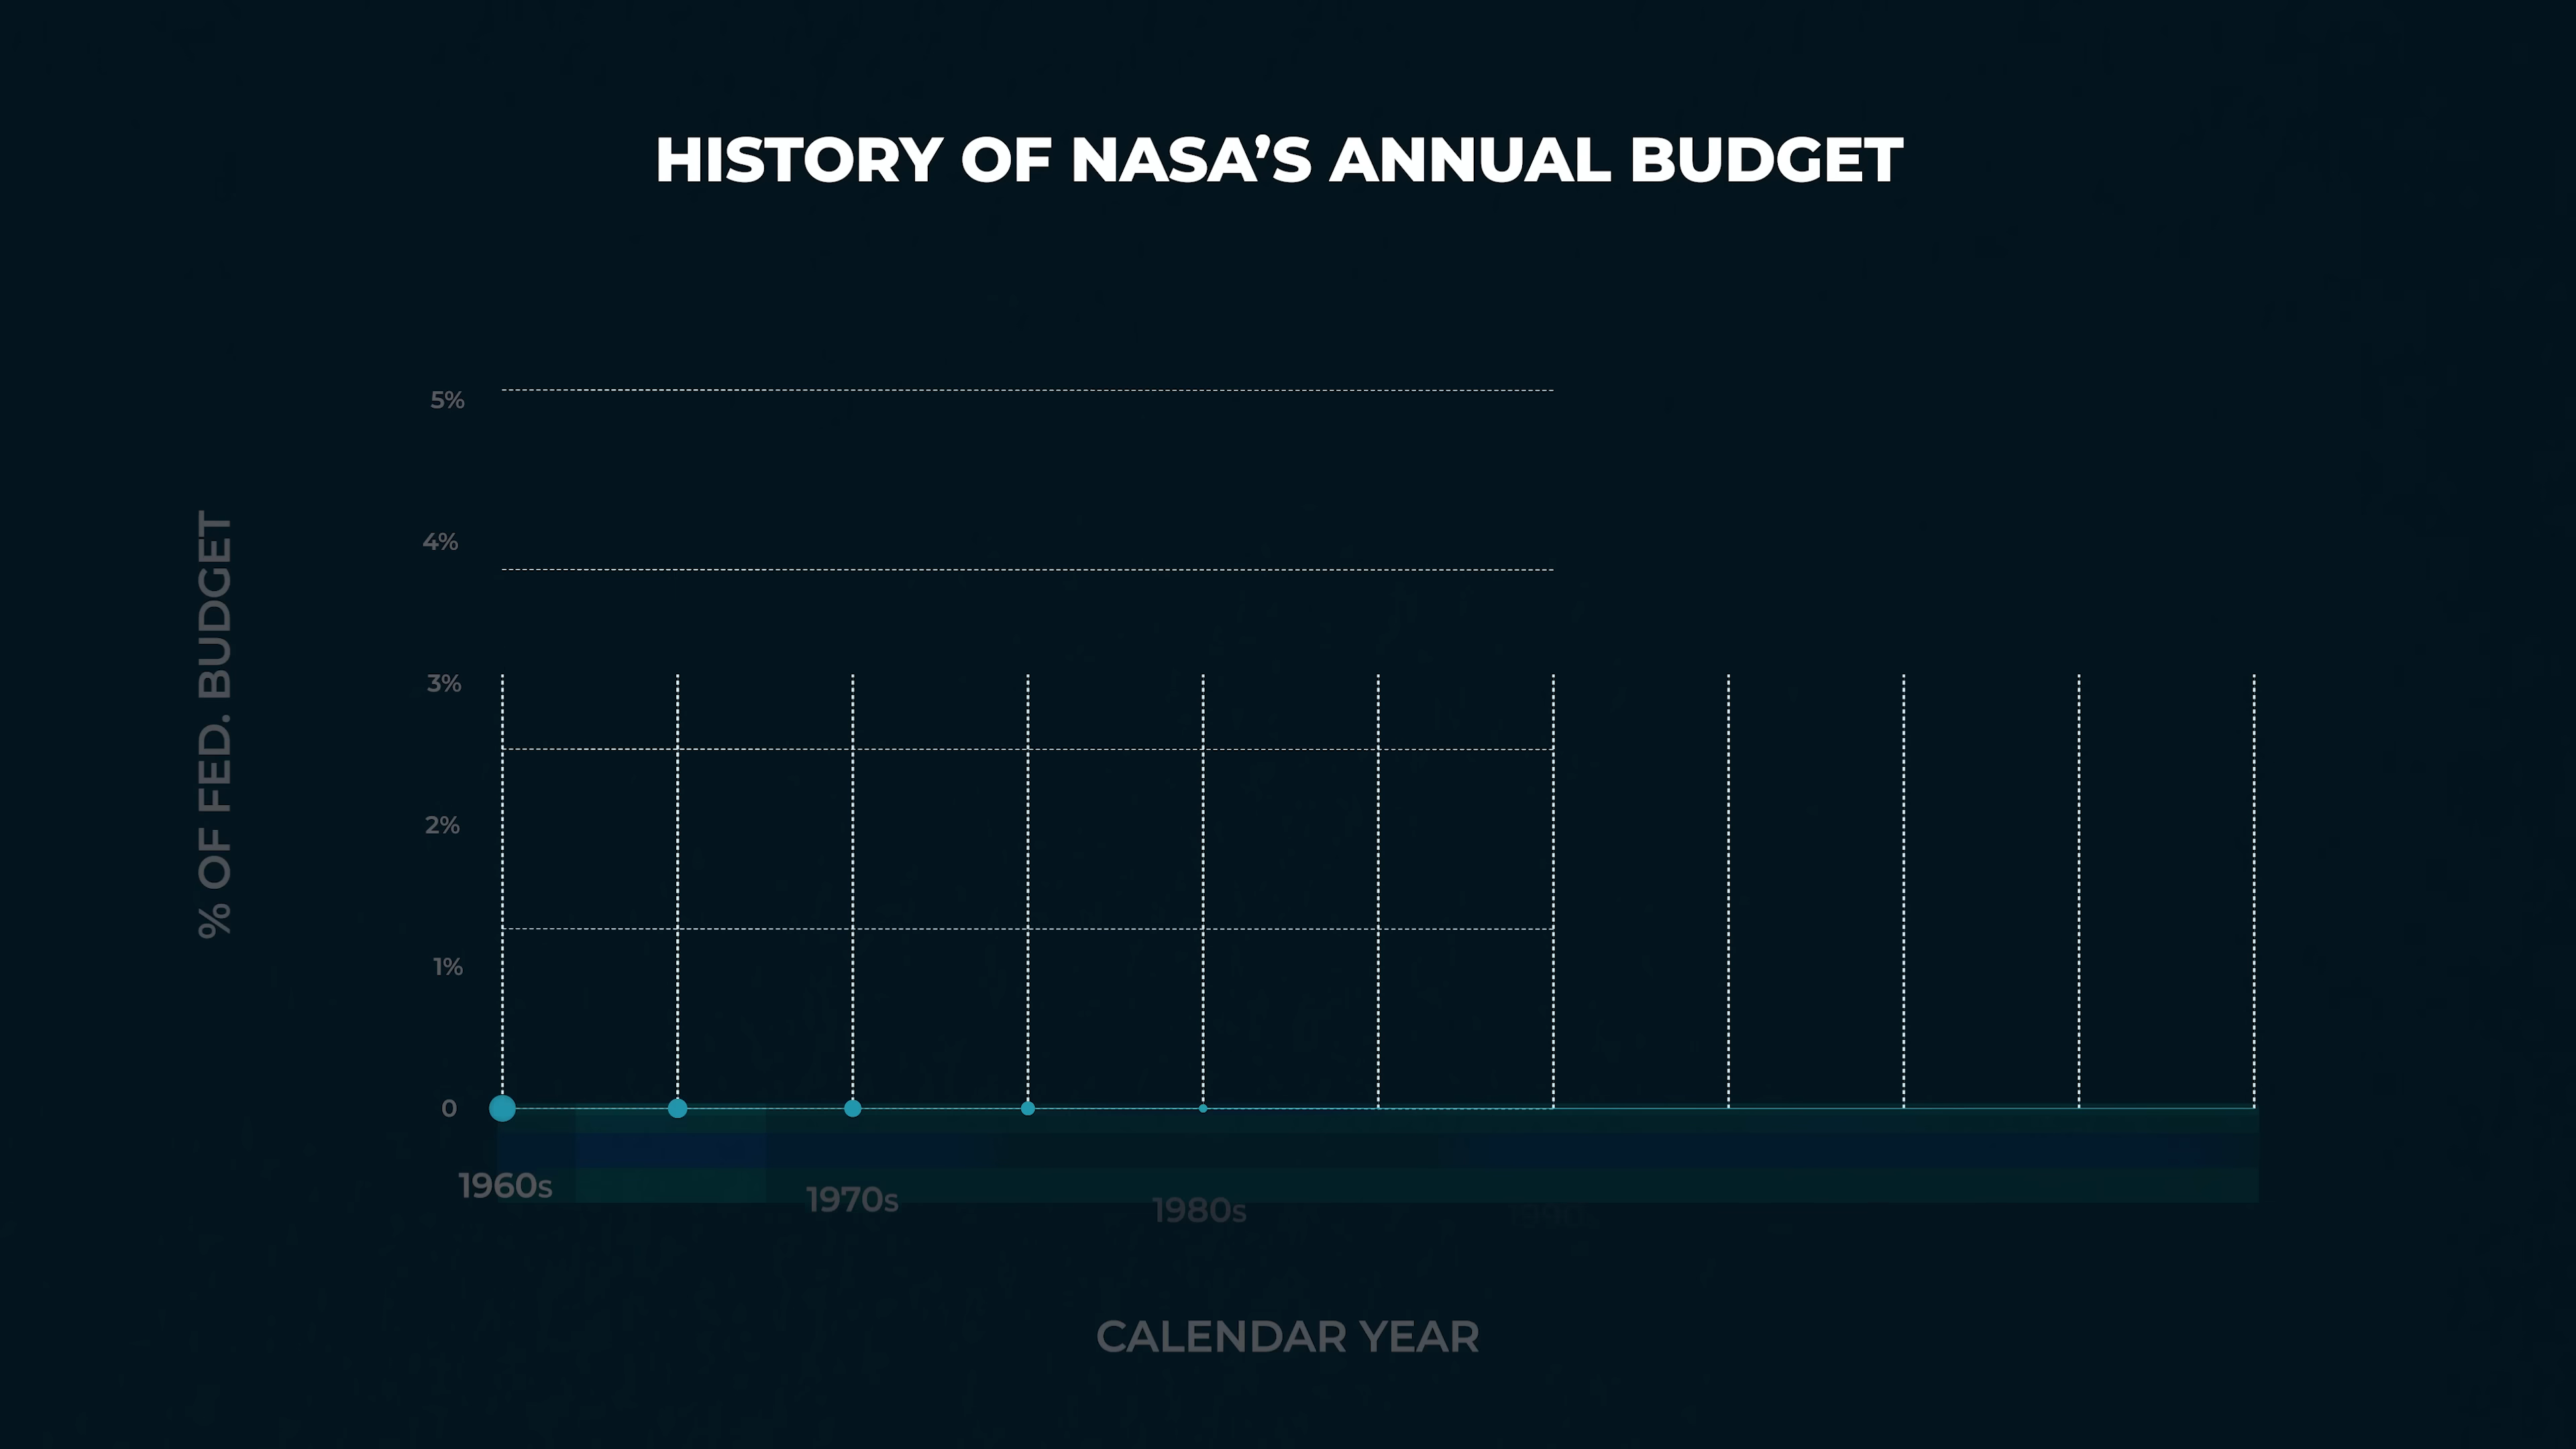 HISTORY OF NASA’S ANNUAL BUDGET
% OF FED. BUDGET
5%
4%
3%
2%
1%
0
1960s
1970s
1980s
CALENDAR YEAR